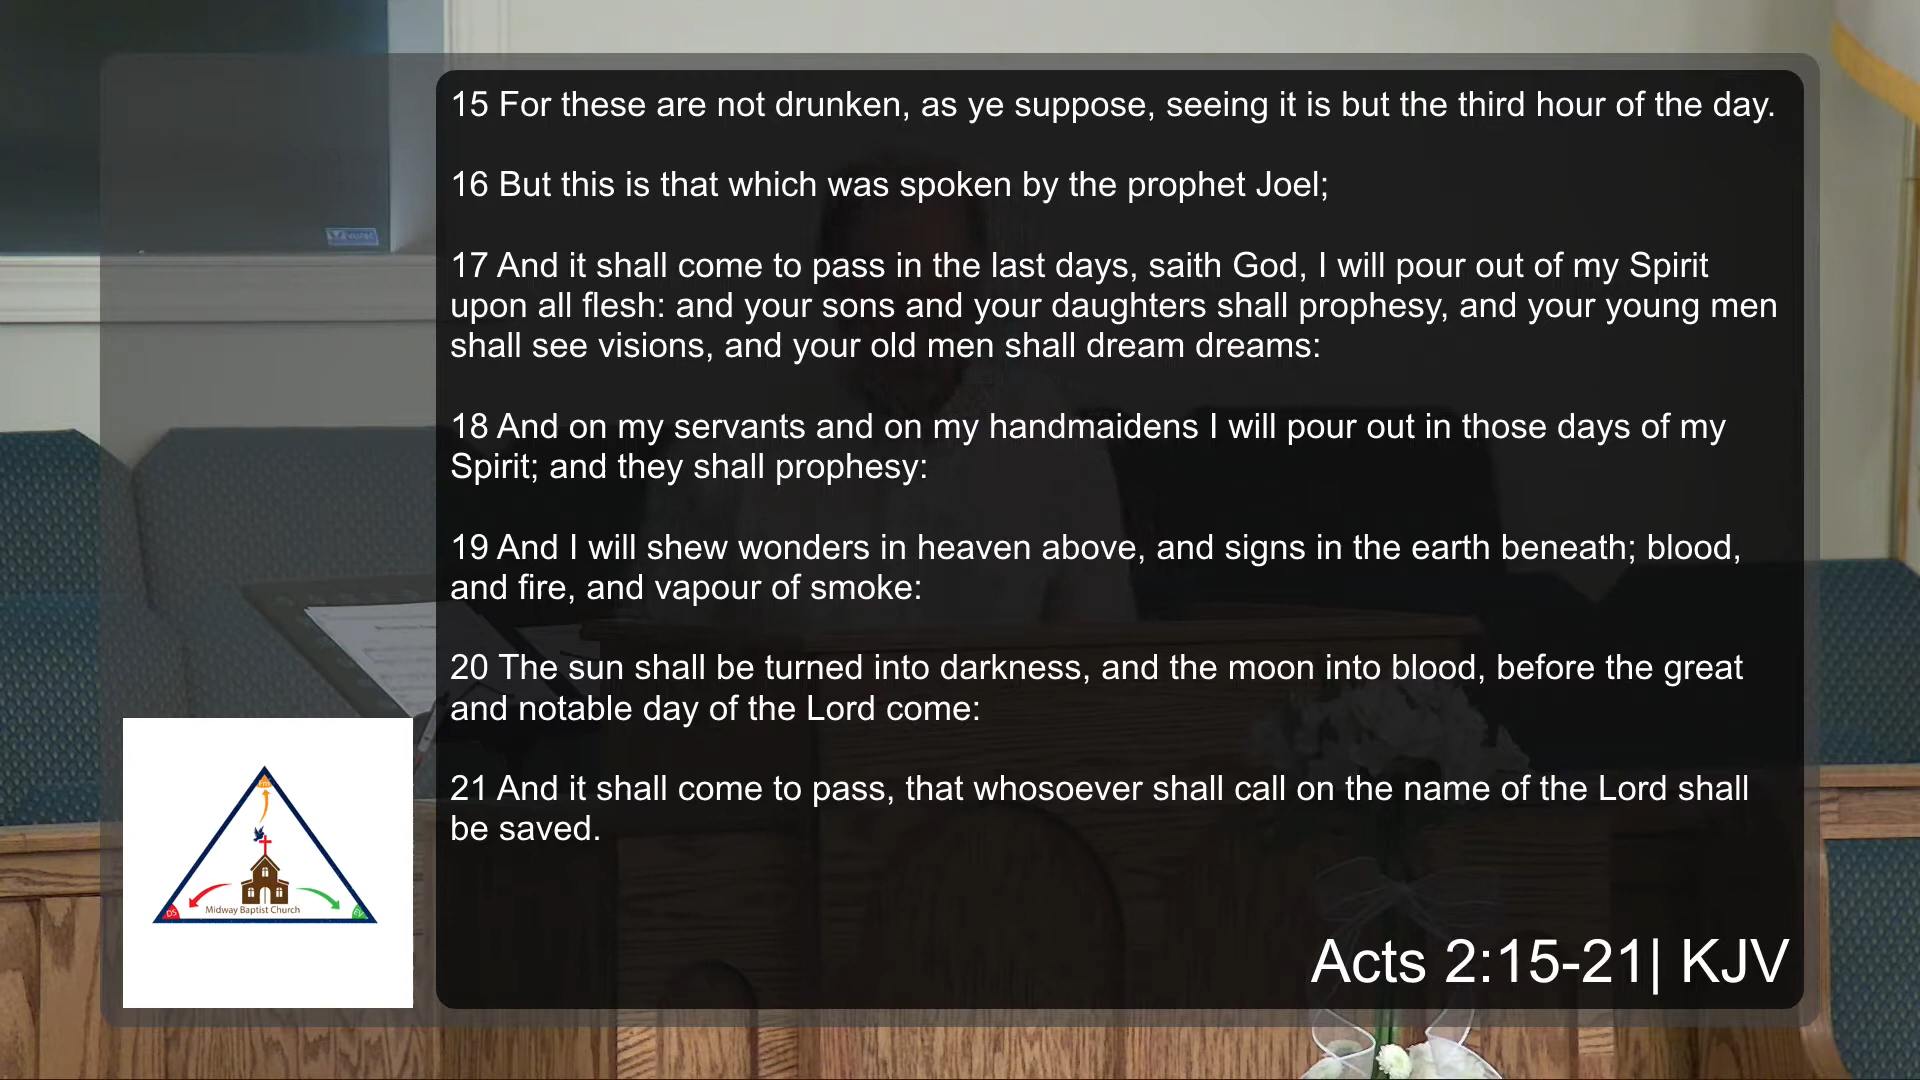 15 For these are not drunken, as ye suppose, seeing it is but the third hour of the day.
16 But this is that which was spoken by the prophet Joel;
17 And it shall come to pass in the last days, saith God, I will pour out of my Spirit
upon all flesh: and your sons and your daughters shall prophesy, and your young men
shall see visions, and your old men shall dream dreams:
18 And on my servants and on my handmaidens I will pour out in those days of my
Spirit; and they shall prophesy:
19 And I will shew wonders in heaven above, and signs in the earth beneath; blood,
and fire, and vapour of smoke:
20 The sun shall be turned into darkness, and the moon into blood, before the great
and notable day of the Lord come:
21 And it shall come to pass, that whosoever shall call on the name of the Lord shall
be saved.
Acts 2:15-21| KJV
DS
Midway Baptist Church
EV